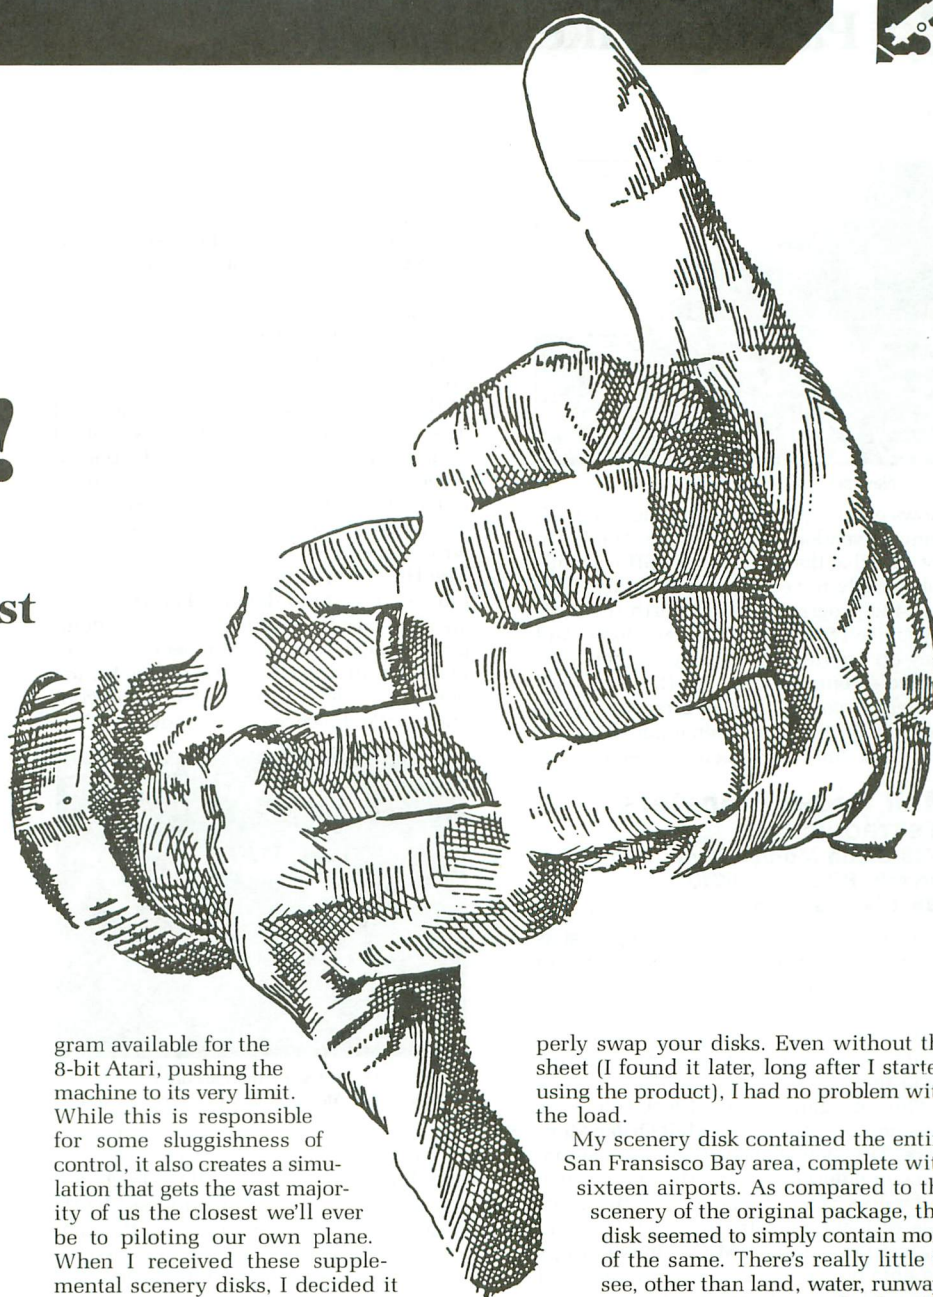 !
st
gram available for the
8-bit Atari, pushing the
machine to its very limit.
While this is responsible
for some sluggishness of
control, it also creates a simu-
lation that gets the vast major-
ity of us the closest we'll ever
be to piloting our own plane.
When I received these supple-
mental scenery disks, I decided it
perly swap your disks. Even without th
sheet (I found it later, long after I starte
using the product), I had no problem wit
the load.
My scenery disk contained the entir
San Fransisco Bay area, complete wit
sixteen airports. As compared to th
scenery of the original package, th
disk seemed to simply contain mo
of the same. There's really little
see, other than land, water, runwa